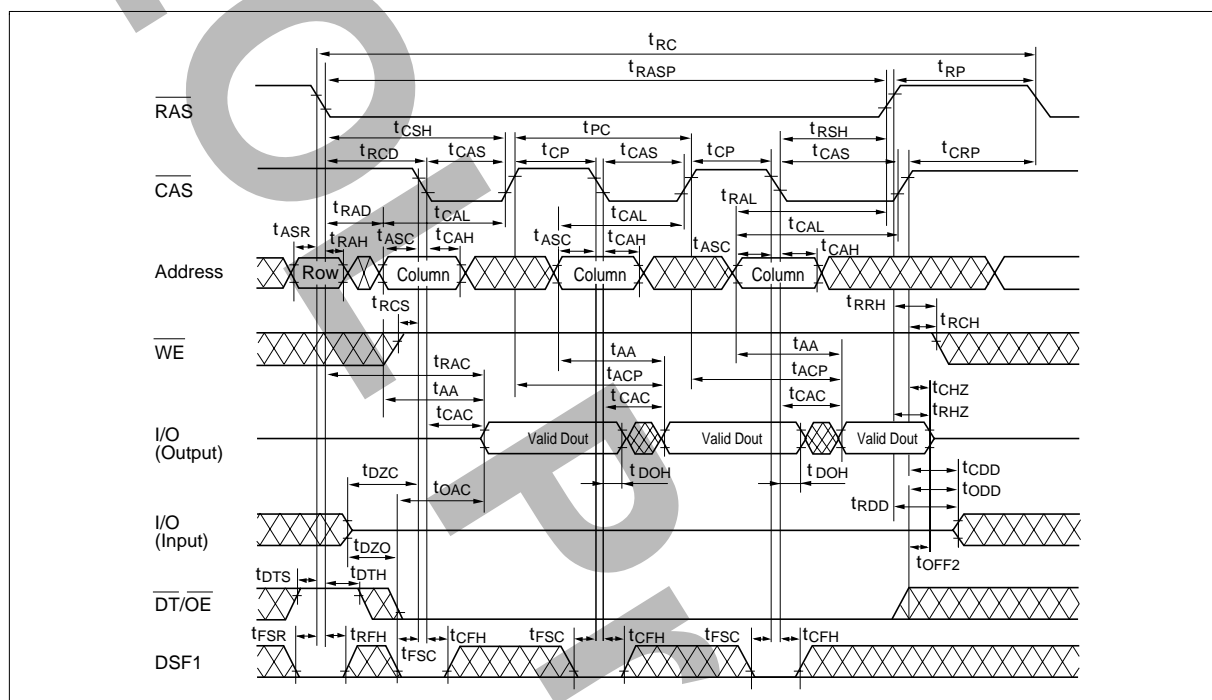 tRC
tRASP tRP
RAS
tCSH tPC tRSH
tRCD tCAS tCP tCAS tCP tCAS tCRP
CAS
tRAL
tRAD tCAL tCAL tCAL
tASR tRAH tASC tCAH tASC tCAH tASC tCAH
Address Row Column Column Column
tRCS tRRH
tRCH
WE
tRAC tAA tAA
tACP tACP tCHZ
tAA tCAC tCAC tRHZ
tCAC
I/O
(Output) Valid Dout Valid Dout Valid Dout
tDZC tDOH tDOH tCDD
tOAC tODD
tRDD
I/O
(Input)
tDZO tOFF2
tDTS tDTH
DT/OE
tFSR tRFH tFSC tCFH tFSC tCFH tFSC tCFH
DSF1